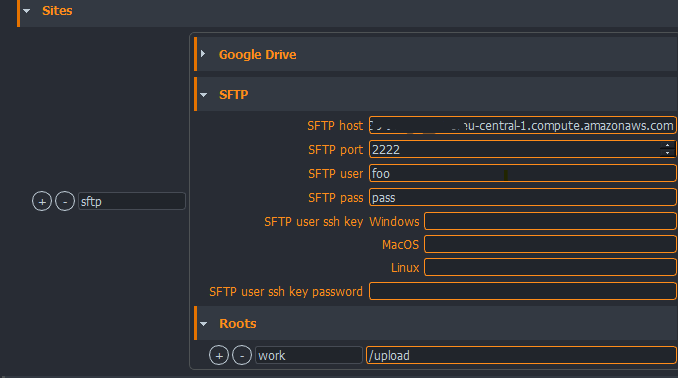 Sites
Google Drive
SFTP
SFTP host eu-central-1.compute.amazonaws.com
SFTP port 2222
SFTP user foo
+ - sftp
SFTP pass pass
SFTP user ssh key Windows
MacOS
Linux
SFTP user ssh key password
Roots
+ - work /upload